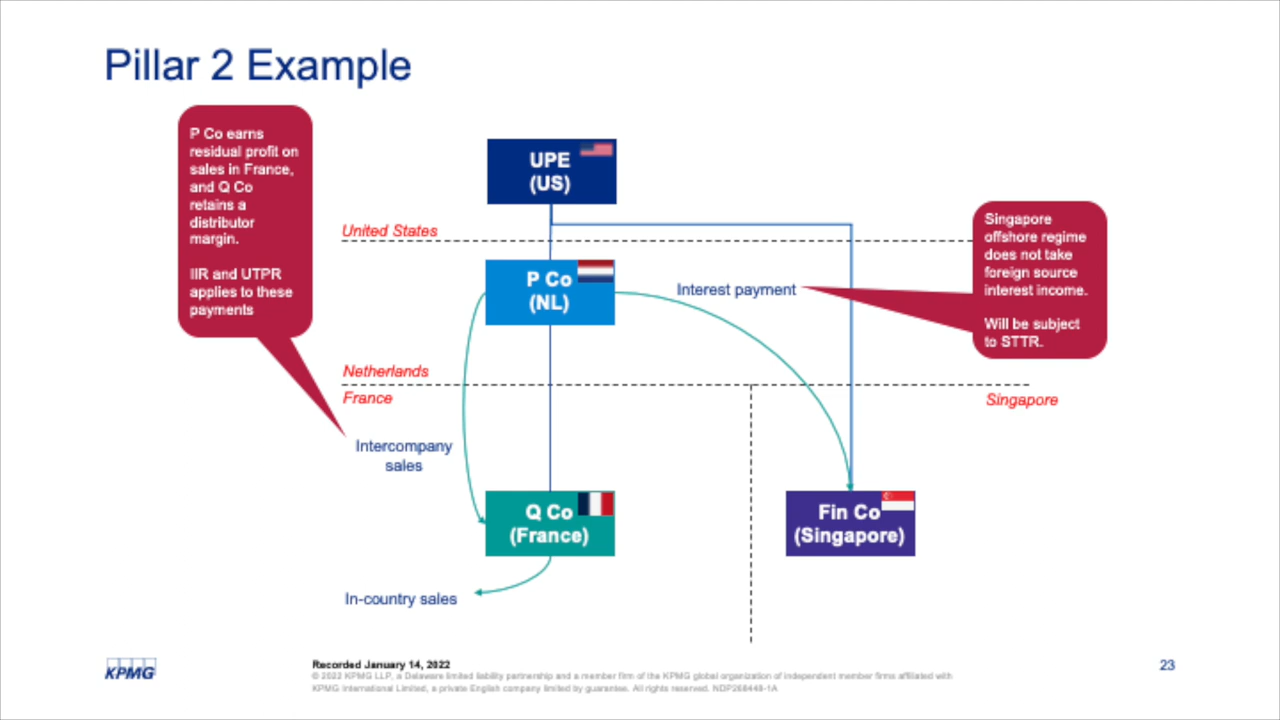 Pillar 2 Example
P Co earns
residual profit on
sales in France,
and Q Co
retains a
distributor
margin.
IIR and UTPR
applies to these
payments
UPE
(US)
United States
Singapore
offshore regime
does not take
foreign source
interest income.
Will be subject
to STTR.
P Co
(NL)
Interest payment
Netherlands
France
Singapore
Intercompany
sales
Q Co
(France)
Fin Co
(Singapore)
In-country sales
KPMG
Recorded January 14, 2022
© 2022 KPMG LLP, a Delaware limited liability partnership and a member firm of the KPMG global organization of independent member firms affiliated with
KPMG International Limited, a private English company limited by guarantee. All rights reserved. NDP268448-1A
23